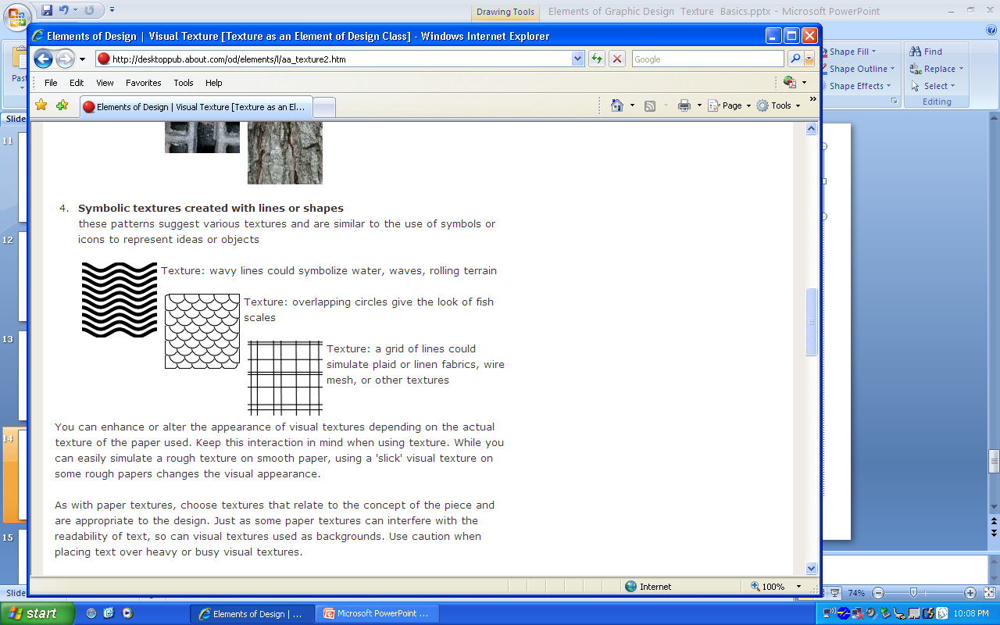 Drawing Tools
Elements of Graphic Design Texture Basics.pptx - Microsoft PowerPoint
Elements of Design | Visual Texture [Texture as an Element of Design Class] - Windows Internet Explorer
http://desktoppub.about.com/od/elements/l/aa_texture2.htm
Google
File Edit View Favorites Tools Help
Elements of Design | Visual Texture [Texture as an El...
Page Tools
Past
Shape Fill
Shape Outline
Shape Effects
Find
Replace
Select
Editing
Slide
11
12
13
14
15
4. Symbolic textures created with lines or shapes
these patterns suggest various textures and are similar to the use of symbols or
icons to represent ideas or objects
Texture: wavy lines could symbolize water, waves, rolling terrain
Texture: overlapping circles give the look of fish
scales
Texture: a grid of lines could
simulate plaid or linen fabrics, wire
mesh, or other textures
You can enhance or alter the appearance of visual textures depending on the actual
texture of the paper used. Keep this interaction in mind when using texture. While you
can easily simulate a rough texture on smooth paper, using a 'slick' visual texture on
some rough papers changes the visual appearance.
As with paper textures, choose textures that relate to the concept of the piece and
are appropriate to the design. Just as some paper textures can interfere with the
readability of text, so can visual textures used as backgrounds. Use caution when
placing text over heavy or busy visual textures.
Internet
100%
Slide
74%
start
Elements of Design | ...
Microsoft PowerPoint ...
10:08 PM